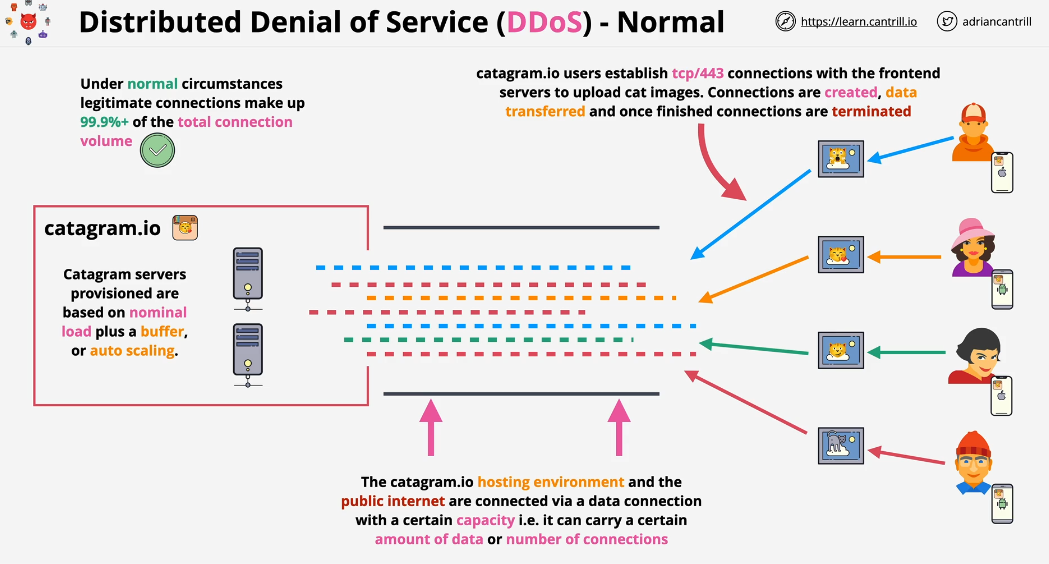 Distributed Denial of Service (DDoS) - Normal
https://learn.cantrill.io
adriancantrill
Under normal circumstances
legitimate connections make up
99.9%+ of the total connection
volume
catagram.io users establish tcp/443 connections with the frontend
servers to upload cat images. Connections are created, data
transferred and once finished connections are terminated
catagram.io
Catagram servers
provisioned are
based on nominal
load plus a buffer,
or auto scaling.
The catagram.io hosting environment and the
public internet are connected via a data connection
with a certain capacity i.e. it can carry a certain
amount of data or number of connections